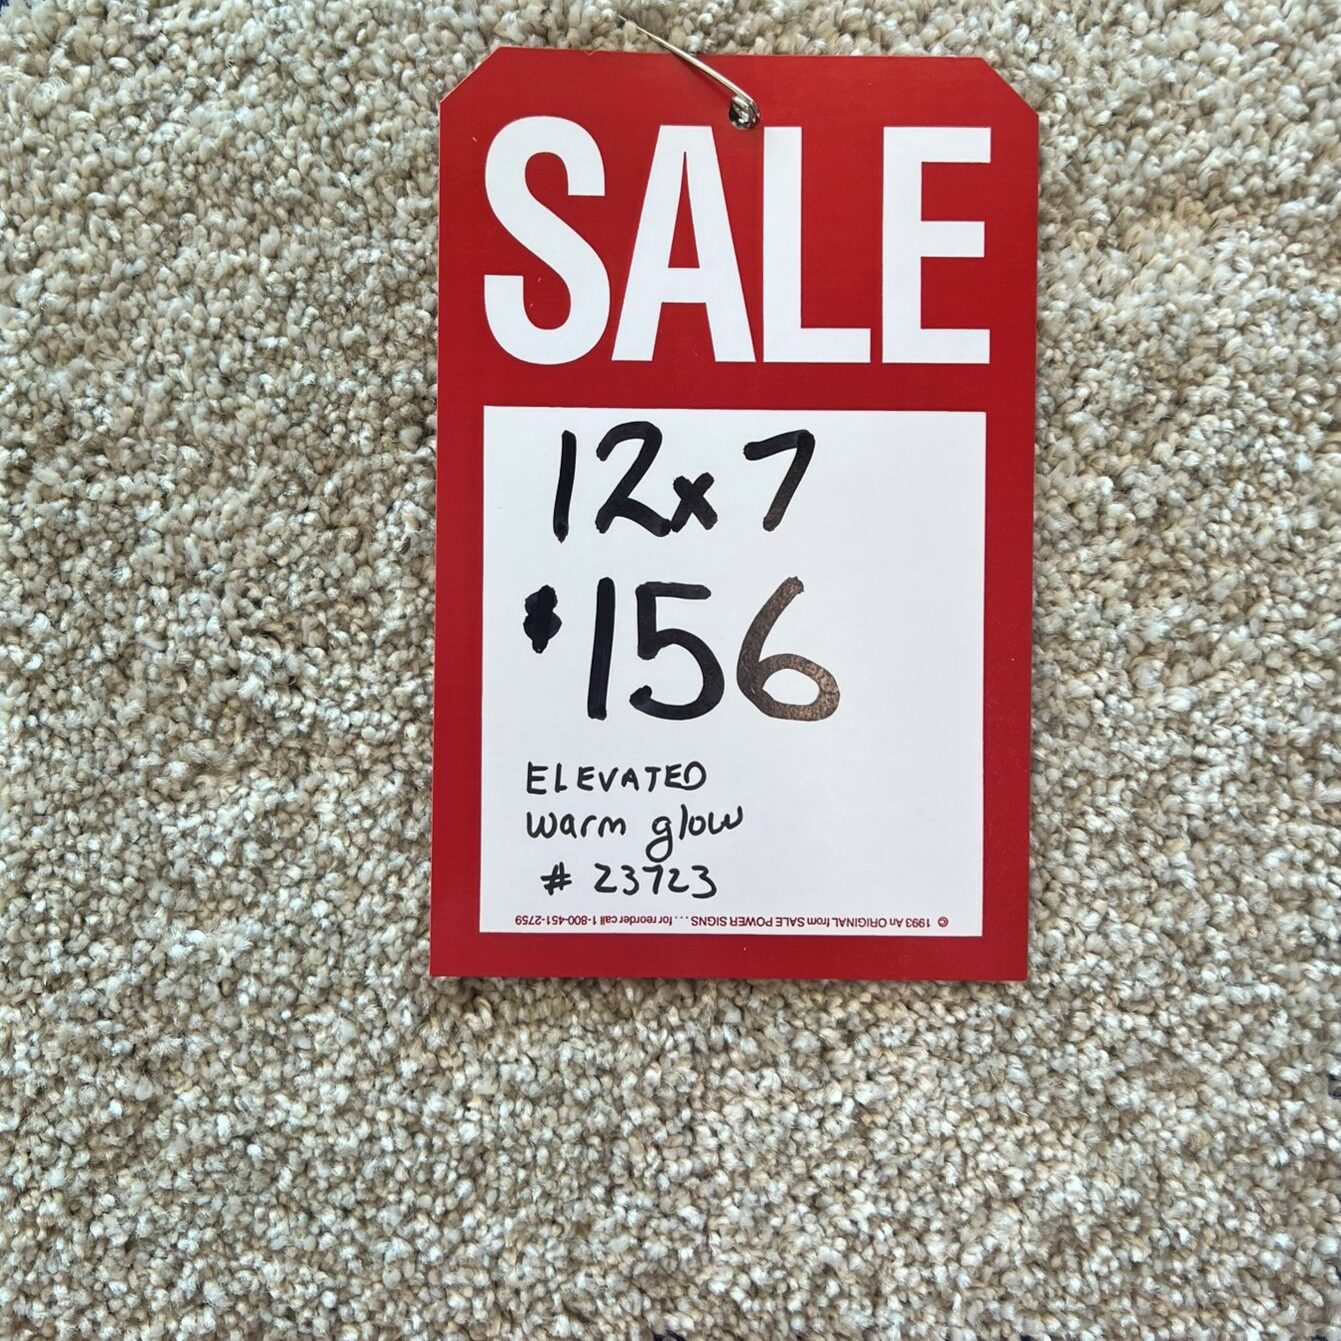 SALE
12x7
$156
ELEVATED
warm glow
# 23723
© 1993 An ORIGINAL from SALE POWER SIGNS . . . . for reorder call 1-800-451-2759